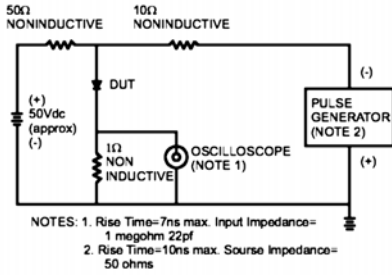 50Ω
NONINDUCTIVE
10Ω
NONINDUCTIVE
(-)
DUT
(+)
50Vdc
(approx)
(-)
PULSE
GENERATOR
(NOTE 2)
1Ω
NON
INDUCTIVE
OSCILLOSCOPE
(NOTE 1)
(+)
NOTES: 1. Rise Time=7ns max. Input Impedance=
1 megohm 22pf
2. Rise Time=10ns max. Sourse Impedance=
50 ohms